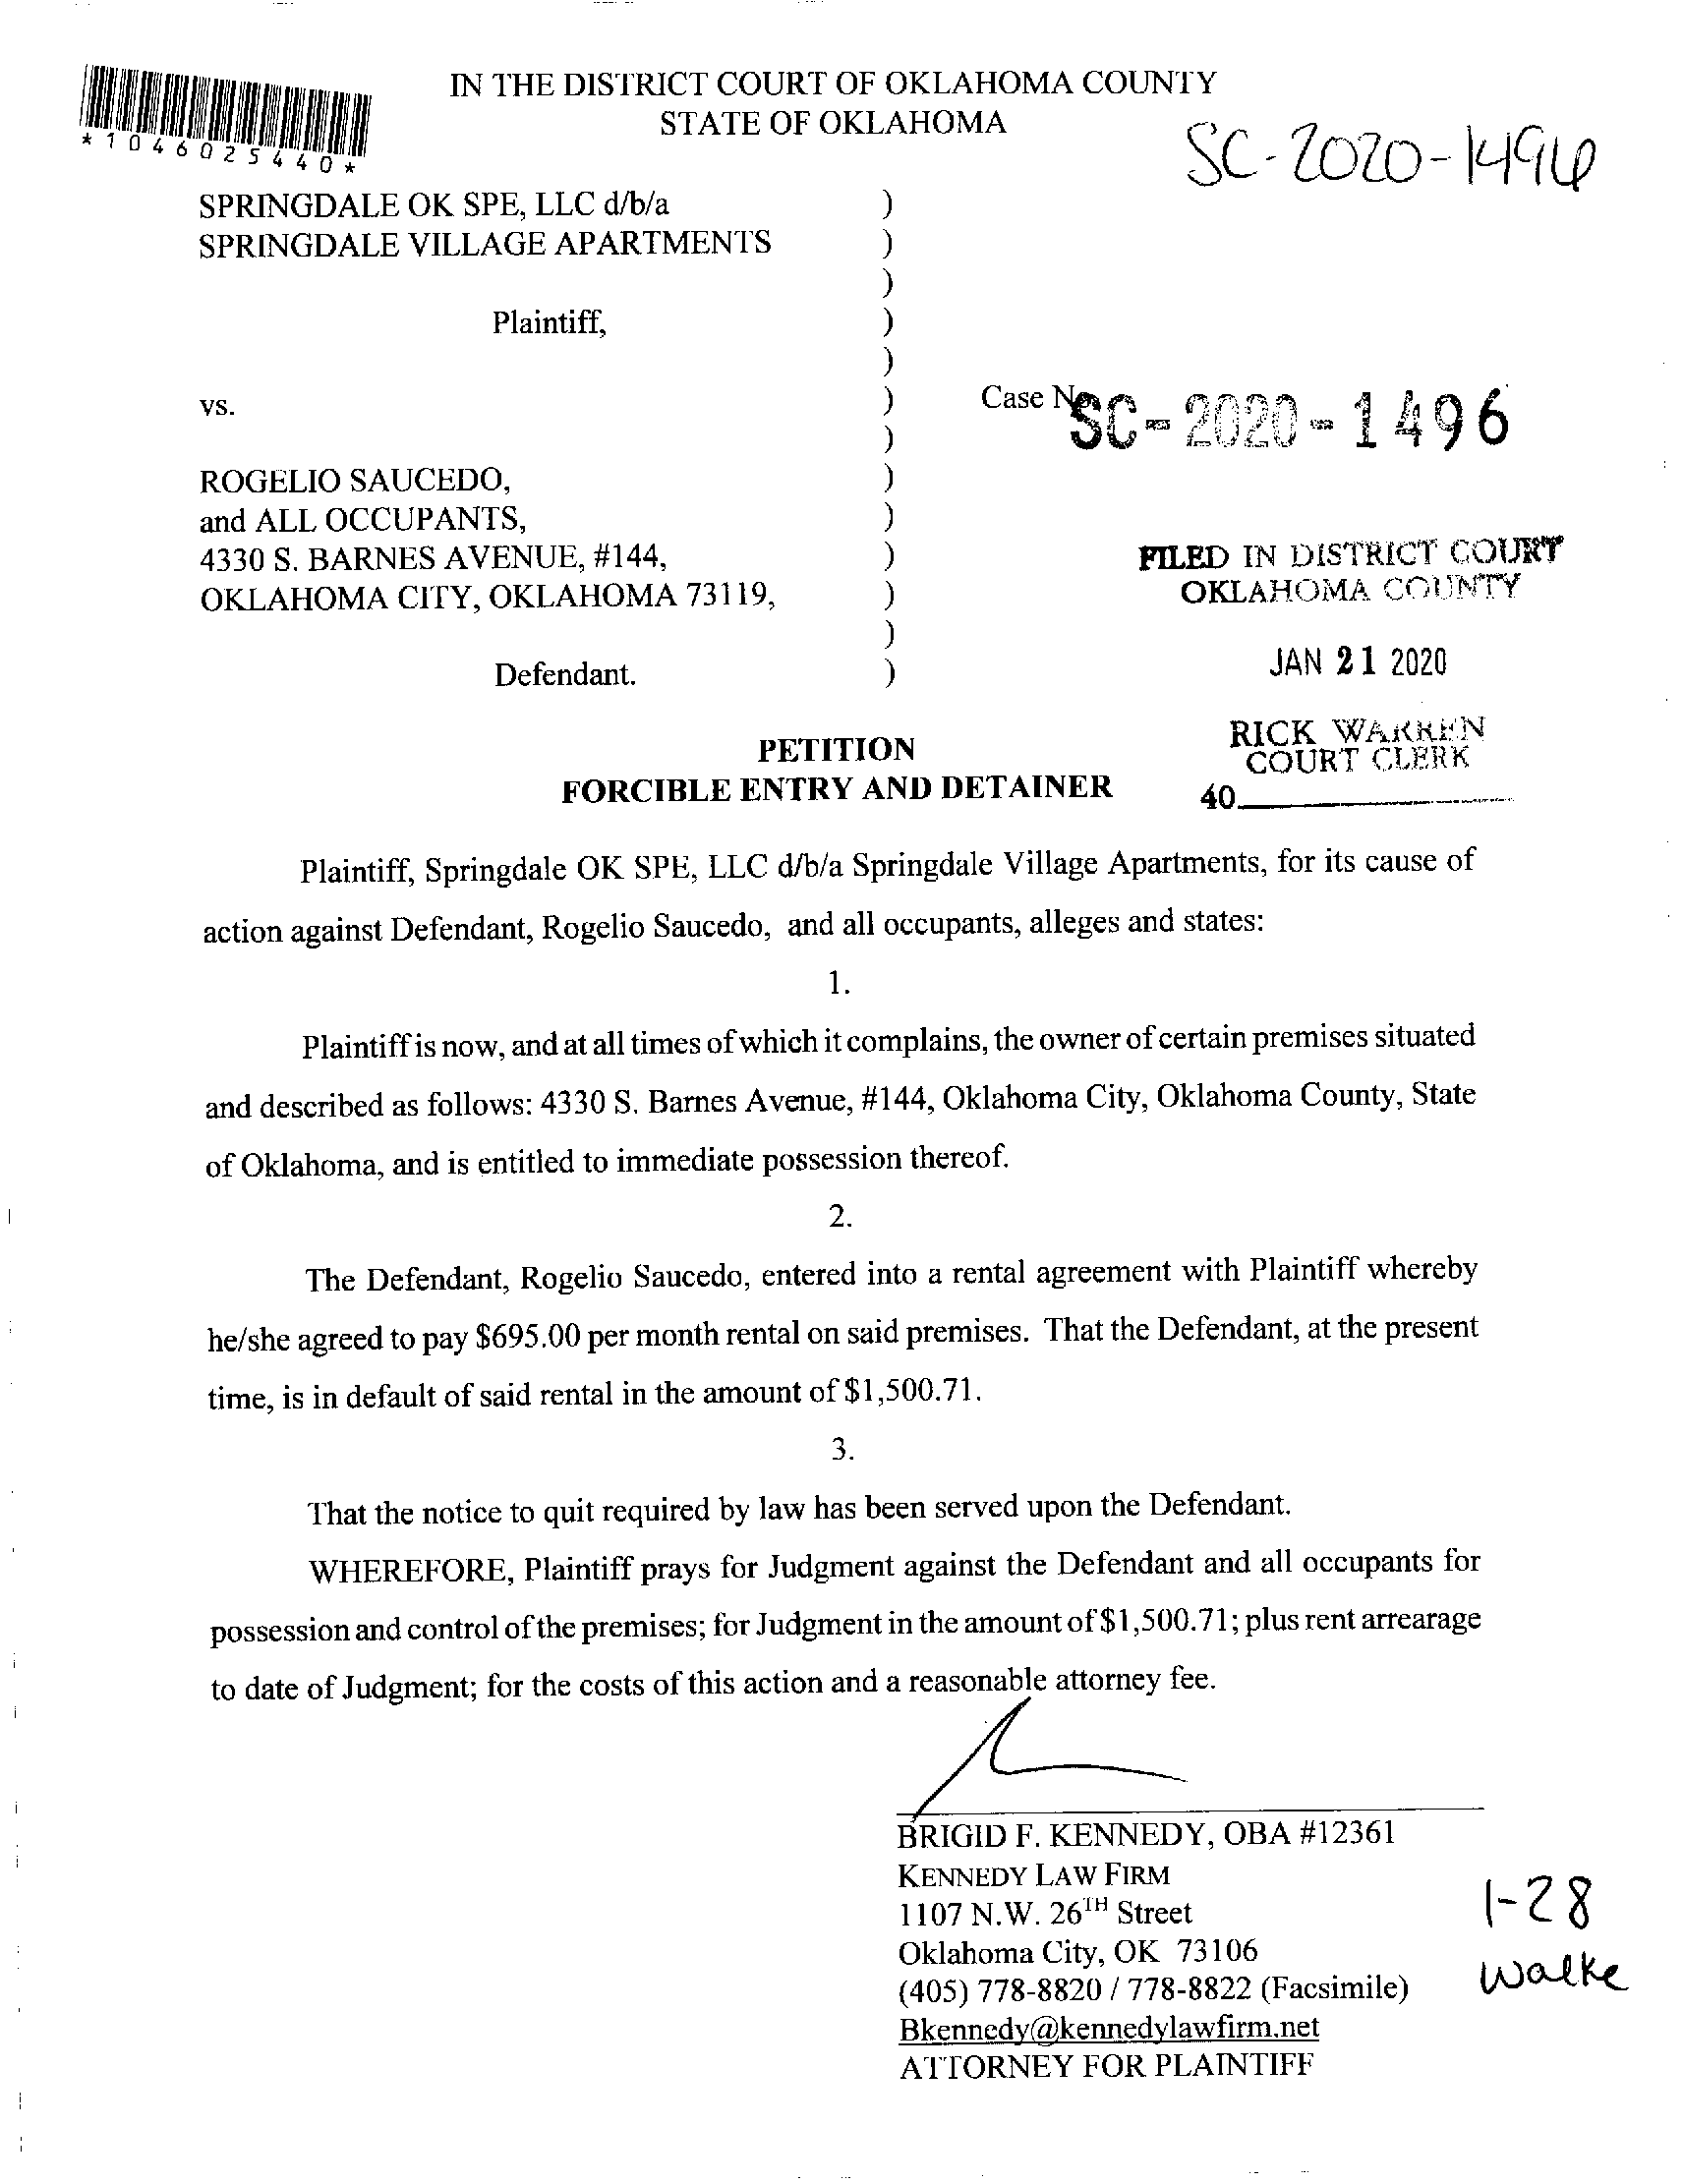 IN THE DISTRICT COURT OF OKLAHOMA COUNTY
STATE OF OKLAHOMA
*1046025440*
SC-2020-1496
SPRINGDALE OK SPE, LLC d/b/a )
SPRINGDALE VILLAGE APARTMENTS )
)
Plaintiff, )
)
vs. ) Case No. SC-2020-1496
)
ROGELIO SAUCEDO, )
and ALL OCCUPANTS, )
4330 S. BARNES AVENUE, #144, )
OKLAHOMA CITY, OKLAHOMA 73119, )
)
Defendant. )
FILED IN DISTRICT COURT
OKLAHOMA COUNTY
JAN 21 2020
RICK WARREN
COURT CLERK
40
PETITION
FORCIBLE ENTRY AND DETAINER
Plaintiff, Springdale OK SPE, LLC d/b/a Springdale Village Apartments, for its cause of
action against Defendant, Rogelio Saucedo, and all occupants, alleges and states:
1.
Plaintiff is now, and at all times of which it complains, the owner of certain premises situated
and described as follows: 4330 S. Barnes Avenue, #144, Oklahoma City, Oklahoma County, State
of Oklahoma, and is entitled to immediate possession thereof.
2.
The Defendant, Rogelio Saucedo, entered into a rental agreement with Plaintiff whereby
he/she agreed to pay $695.00 per month rental on said premises. That the Defendant, at the present
time, is in default of said rental in the amount of $1,500.71.
3.
That the notice to quit required by law has been served upon the Defendant.
WHEREFORE, Plaintiff prays for Judgment against the Defendant and all occupants for
possession and control of the premises; for Judgment in the amount of $1,500.71; plus rent arrearage
to date of Judgment; for the costs of this action and a reasonable attorney fee.
BRIGID F. KENNEDY, OBA #12361
KENNEDY LAW FIRM
1107 N.W. 26TH Street
Oklahoma City, OK 73106
(405) 778-8820 / 778-8822 (Facsimile)
Bkennedy@kennedylawfirm.net
ATTORNEY FOR PLAINTIFF
1-28
Walke